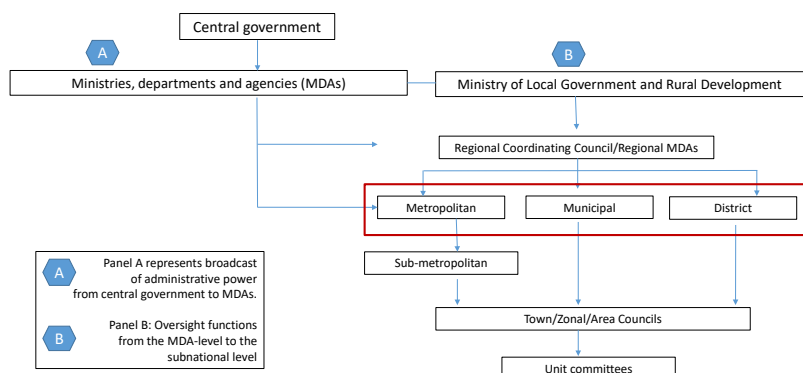 Central government
A
B
Ministries, departments and agencies (MDAs)
Ministry of Local Government and Rural Development
Regional Coordinating Council/Regional MDAs
Metropolitan
Municipal
District
Sub-metropolitan
Town/Zonal/Area Councils
Unit committees
A
Panel A represents broadcast
of administrative power
from central government to MDAs.
B
Panel B: Oversight functions
from the MDA-level to the
subnational level